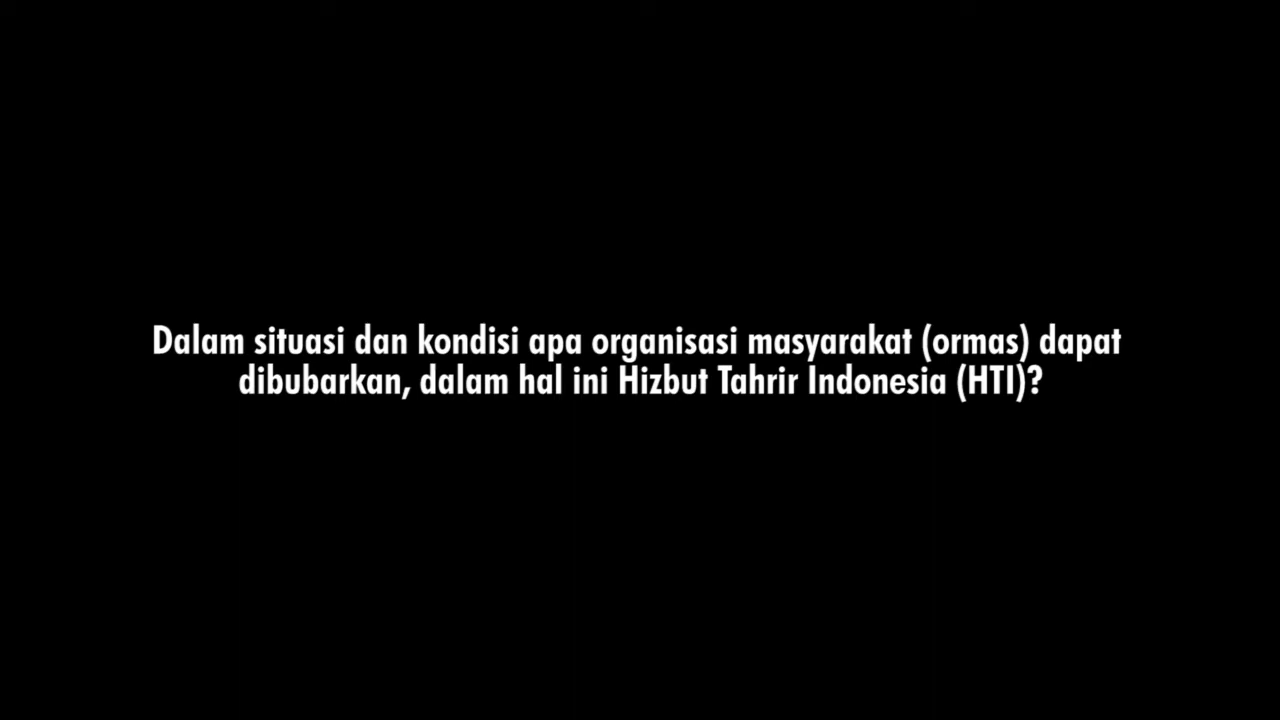 Dalam situasi dan kondisi apa organisasi masyarakat (ormas) dapat
dibubarkan, dalam hal ini Hizbut Tahrir Indonesia (HTI)?